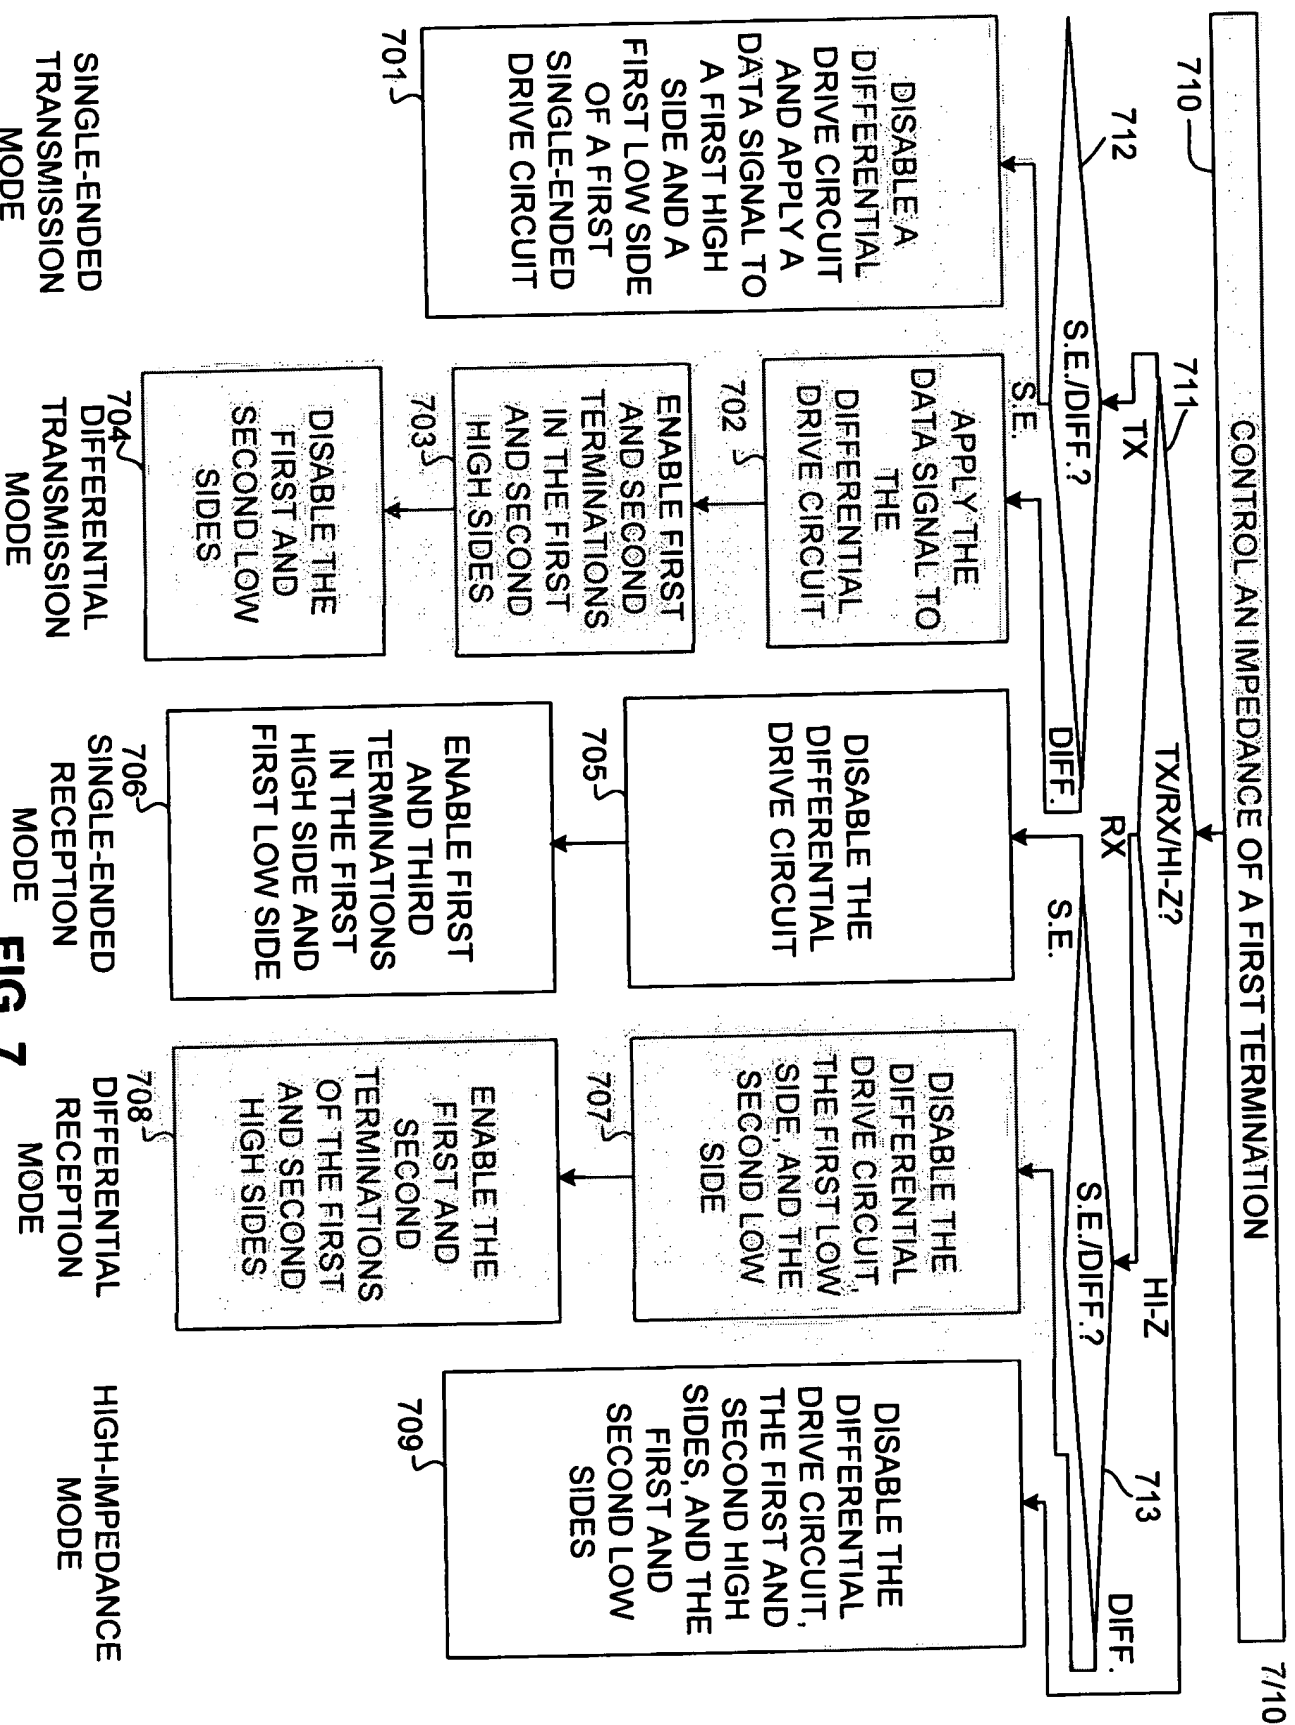 7/10
CONTROL AN IMPEDANCE OF A FIRST TERMINATION
710
711
TX/RX/HI-Z?
TX
RX
HI-Z
712
S.E./DIFF.?
S.E.
DIFF.
S.E./DIFF.?
713
S.E.
DIFF.
DISABLE A
DIFFERENTIAL
DRIVE CIRCUIT
AND APPLY A
DATA SIGNAL TO
A FIRST HIGH
SIDE AND A
FIRST LOW SIDE
OF A FIRST
SINGLE-ENDED
DRIVE CIRCUIT
701
APPLY THE
DATA SIGNAL TO
THE
DIFFERENTIAL
DRIVE CIRCUIT
702
ENABLE FIRST
AND SECOND
TERMINATIONS
IN THE FIRST
AND SECOND
HIGH SIDES
703
DISABLE THE
FIRST AND
SECOND LOW
SIDES
704
DISABLE THE
DIFFERENTIAL
DRIVE CIRCUIT
705
ENABLE FIRST
AND THIRD
TERMINATIONS
IN THE FIRST
HIGH SIDE AND
FIRST LOW SIDE
706
DISABLE THE
DIFFERENTIAL
DRIVE CIRCUIT,
THE FIRST LOW
SIDE, AND THE
SECOND LOW
SIDE
707
ENABLE THE
FIRST AND
SECOND
TERMINATIONS
OF THE FIRST
AND SECOND
HIGH SIDES
708
DISABLE THE
DIFFERENTIAL
DRIVE CIRCUIT,
THE FIRST AND
SECOND HIGH
SIDES, AND THE
FIRST AND
SECOND LOW
SIDES
709
SINGLE-ENDED
TRANSMISSION
MODE
DIFFERENTIAL
TRANSMISSION
MODE
SINGLE-ENDED
RECEPTION
MODE
DIFFERENTIAL
RECEPTION
MODE
HIGH-IMPEDANCE
MODE
FIG 7